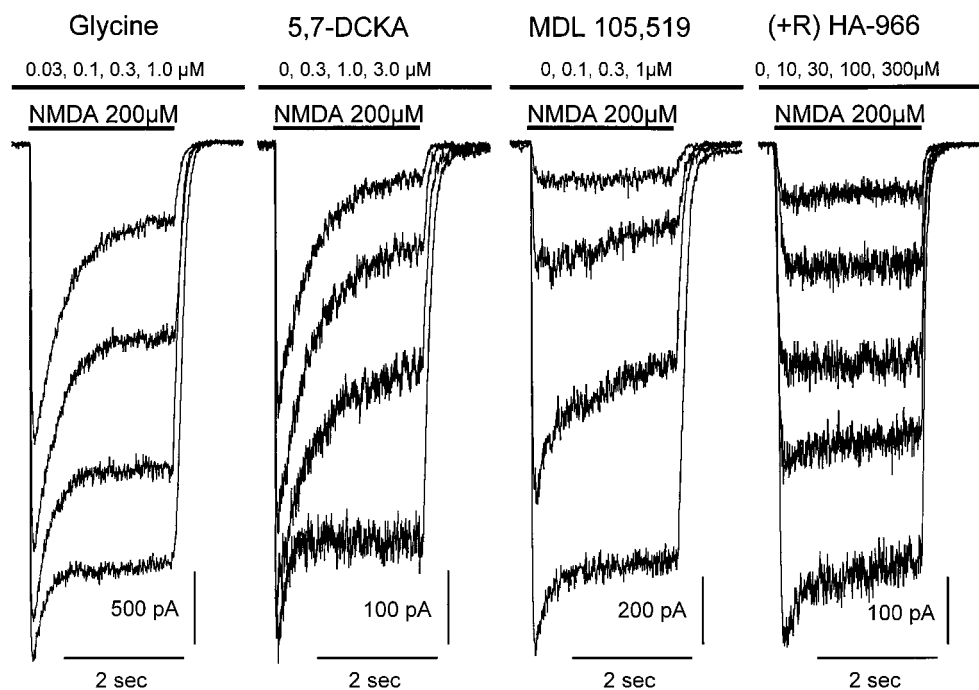 Glycine
5,7-DCKA
MDL 105,519
(+R) HA-966
0.03, 0.1, 0.3, 1.0 µM
0, 0.3, 1.0, 3.0 µM
0, 0.1, 0.3, 1µM
0, 10, 30, 100, 300µM
NMDA 200µM
NMDA 200µM
NMDA 200µM
NMDA 200µM
500 pA
100 pA
200 pA
100 pA
2 sec
2 sec
2 sec
2 sec